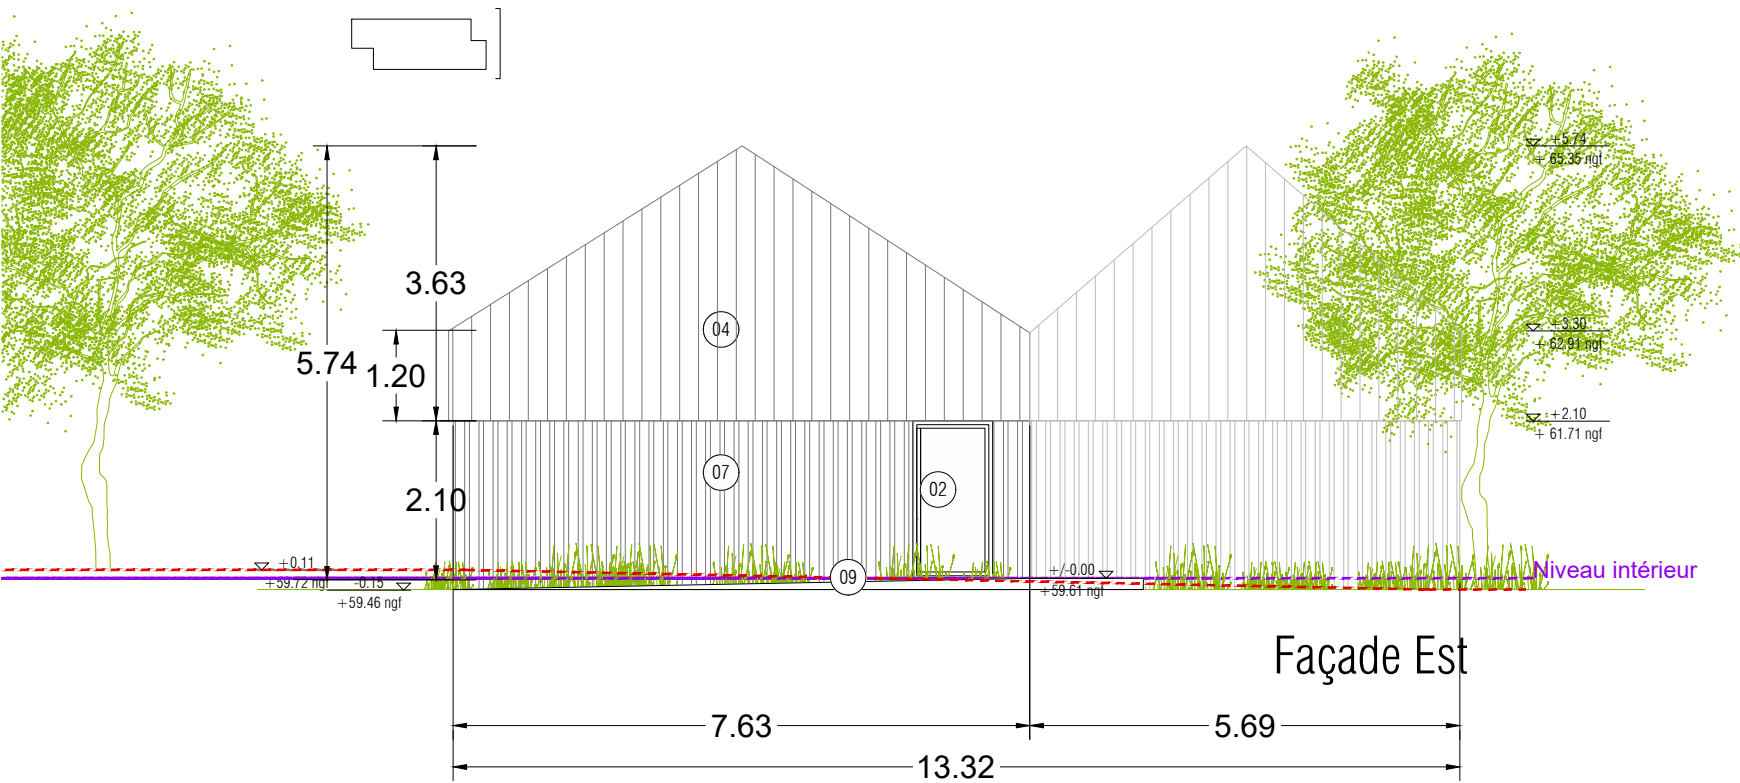 +5.74
+ 65.35 ngf
3.63
04
+3.30
+ 62.91 ngf
5.74
1.20
+2.10
+ 61.71 ngf
07
02
2.10
+0.11
+59.72 ngf
-0.15
+59.46 ngf
09
+/-0.00
+59.61 ngf
Niveau intérieur
Façade Est
7.63
5.69
13.32